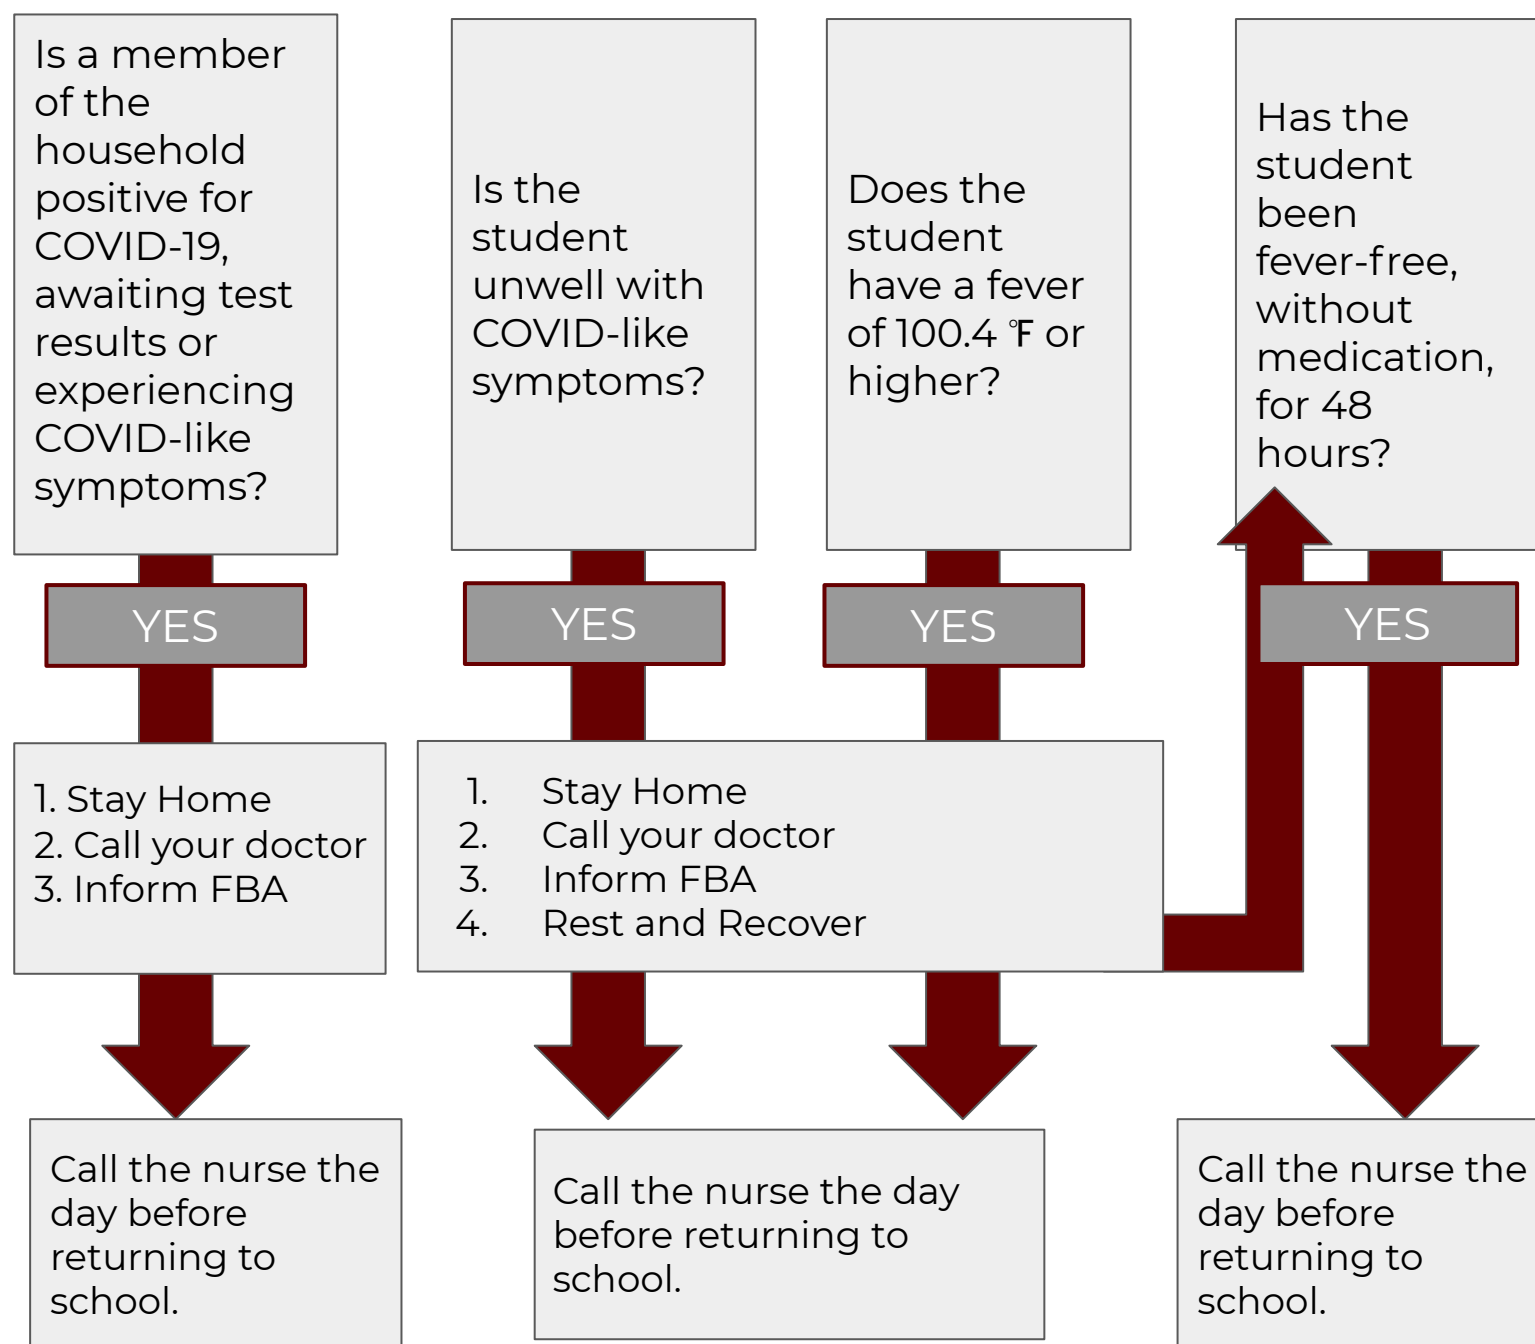 Is a member
of the
household
positive for
COVID-19,
awaiting test
results or
experiencing
COVID-like
symptoms?
Is the
student
unwell with
COVID-like
symptoms?
Does the
student
have a fever
of 100.4 ℉ or
higher?
Has the
student
been
fever-free,
without
medication,
for 48
hours?
YES
YES
YES
YES
1. Stay Home
2. Call your doctor
3. Inform FBA
1. Stay Home
2. Call your doctor
3. Inform FBA
4. Rest and Recover
Call the nurse the
day before
returning to
school.
Call the nurse the day
before returning to
school.
Call the nurse the
day before
returning to
school.